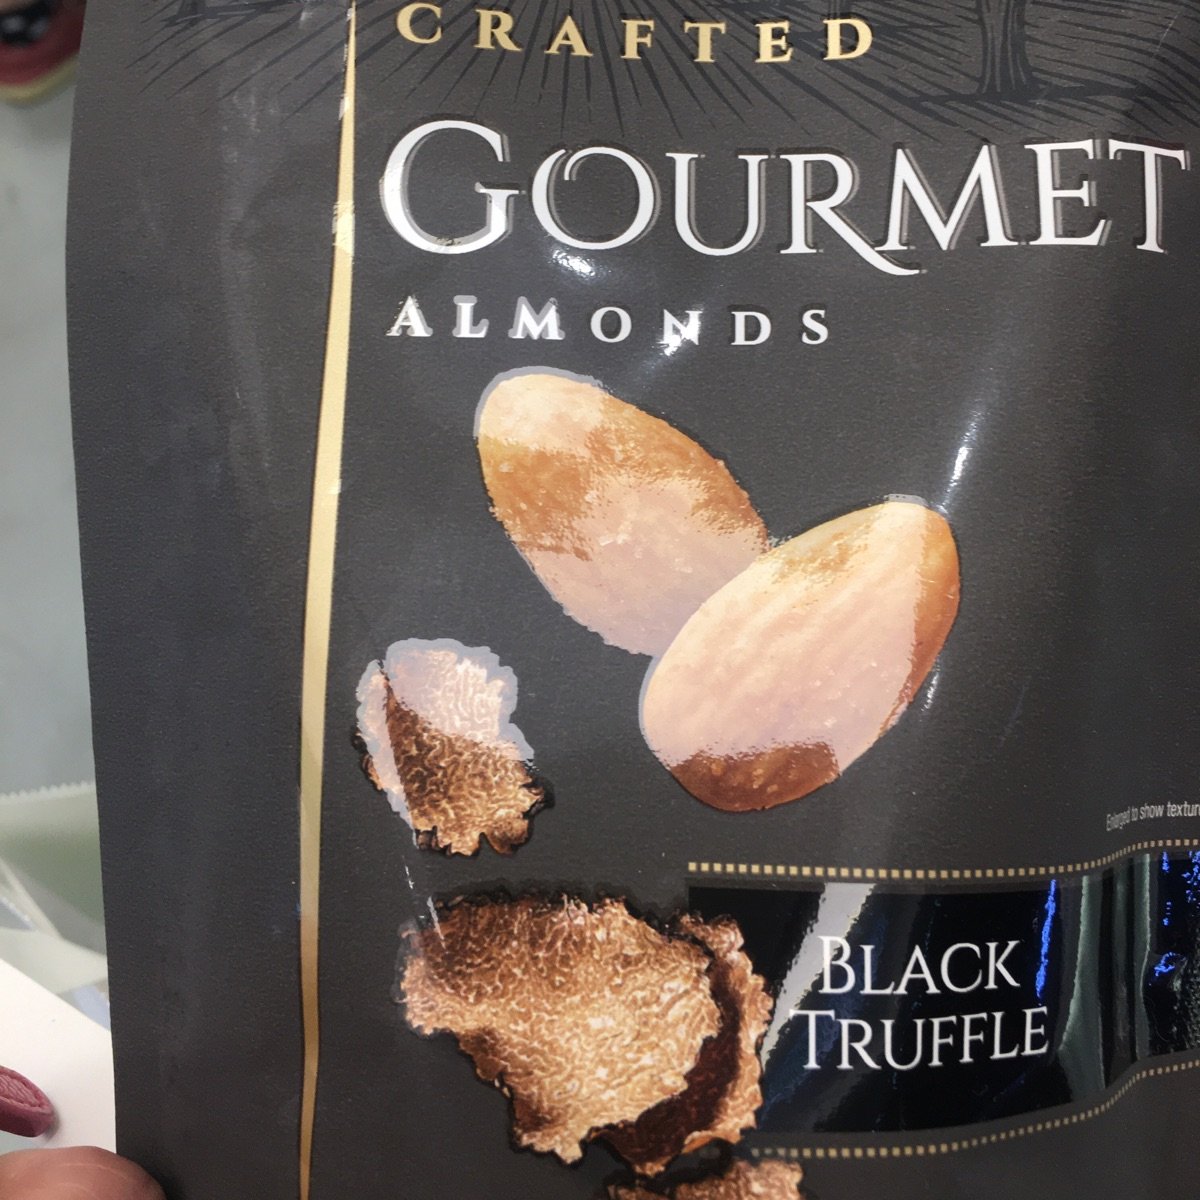 CRAFTED
GOURMET
ALMONDS
Enlarged to show texture
BLACK
TRUFFLE